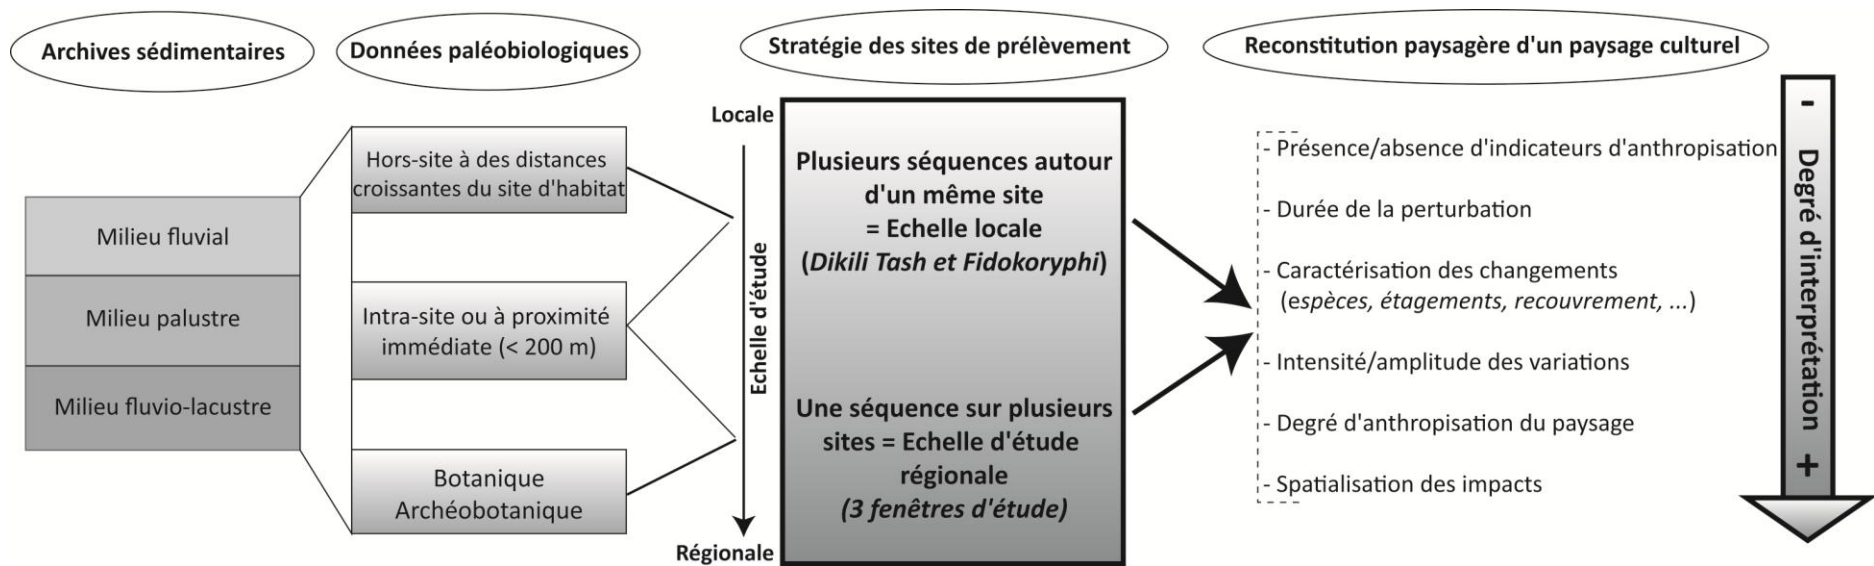 Archives sédimentaires
Données paléobiologiques
Stratégie des sites de prélèvement
Reconstitution paysagère d'un paysage culturel
Milieu fluvial
Milieu palustre
Milieu fluvio-lacustre
Hors-site à des distances
croissantes du site d'habitat
Intra-site ou à proximité
immédiate (< 200 m)
Botanique
Archéobotanique
Locale
Echelle d'étude
Régionale
Plusieurs séquences autour
d'un même site
= Echelle locale
(Dikili Tash et Fidokoryphi)
Une séquence sur plusieurs
sites = Echelle d'étude
régionale
(3 fenêtres d'étude)
- Présence/absence d'indicateurs d'anthropisation
- Durée de la perturbation
- Caractérisation des changements
(espèces, étagements, recouvrement, ...)
- Intensité/amplitude des variations
- Degré d'anthropisation du paysage
- Spatialisation des impacts
-
Degré d'interprétation
+